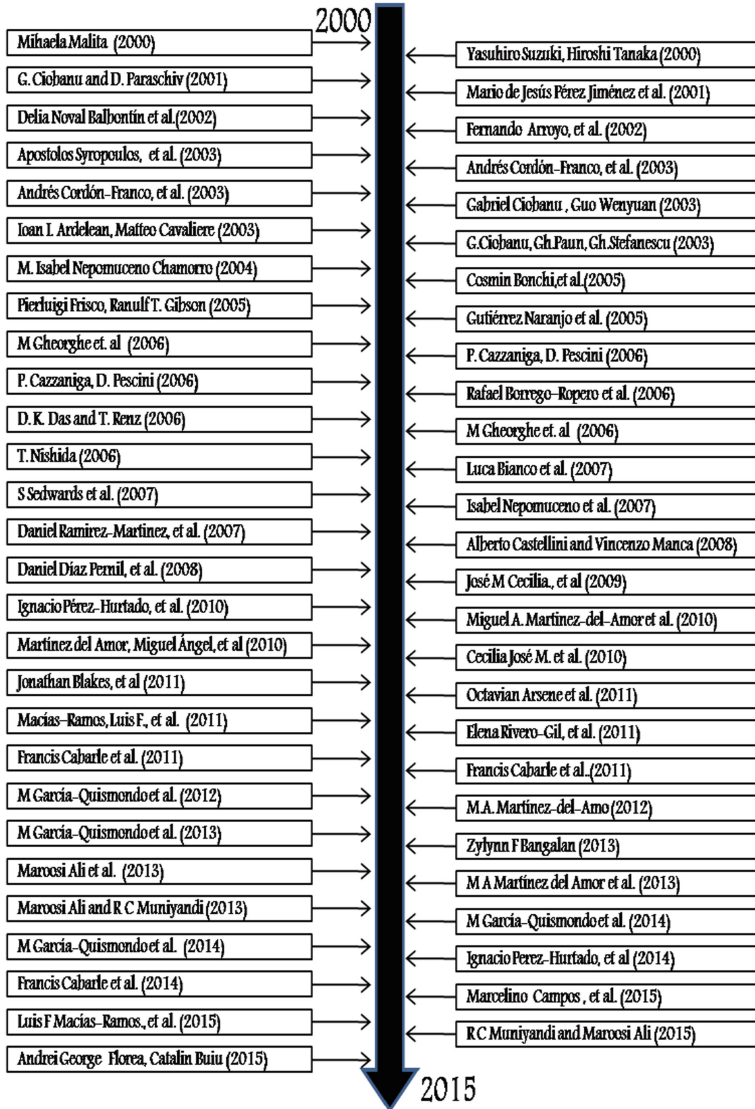 2000
Mihaela Malita (2000)
G. Ciobanu and D. Paraschiv (2001)
Delia Noval Balbontín et al.(2002)
Apostolos Syropoulos, et al. (2003)
Andrés Cordón-Franco, et al. (2003)
Ioan I. Ardelean, Matteo Cavaliere (2003)
M. Isabel Nepomuceno Chamorro (2004)
Pierluigi Frisco, Ranulf T. Gibson (2005)
M Gheorghe et. al (2006)
P. Cazzaniga, D. Pescini (2006)
D. K. Das and T. Renz (2006)
T. Nishida (2006)
S Sedwards et al. (2007)
Daniel Ramirez-Martinez, et al. (2007)
Daniel Díaz Pernil, et al. (2008)
Ignacio Pérez-Hurtado, et al. (2010)
Martínez del Amor, Miguel Ángel, et al (2010)
Jonathan Blakes, et al (2011)
Macías-Ramos, Luis F., et al. (2011)
Francis Cabarle et al. (2011)
M García-Quismondo et al. (2012)
M García-Quismondo et al. (2013)
Maroosi Ali et al. (2013)
Maroosi Ali and R C Muniyandi (2013)
M García-Quismondo et al. (2014)
Francis Cabarle et al. (2014)
Luis F Macías-Ramos., et al. (2015)
Andrei George Florea, Catalin Buiu (2015)
Yasuhiro Suzuki, Hiroshi Tanaka (2000)
Mario de Jesús Pérez Jiménez et al. (2001)
Fernando Arroyo, et al. (2002)
Andrés Cordón-Franco, et al. (2003)
Gabriel Ciobanu , Guo Wenyuan (2003)
G.Ciobanu, Gh.Paun, Gh.Stefanescu (2003)
Cosmin Bonchi,et al.(2005)
Gutiérrez Naranjo et al. (2005)
P. Cazzaniga, D. Pescini (2006)
Rafael Borrego-Ropero et al. (2006)
M Gheorghe et. al (2006)
Luca Bianco et al. (2007)
Isabel Nepomuceno et al. (2007)
Alberto Castellini and Vincenzo Manca (2008)
José M Cecilia., et al (2009)
Miguel A. Martinez-del-Amor et al. (2010)
Cecilia José M. et al. (2010)
Octavian Arsene et al. (2011)
Elena Rivero-Gil, et al. (2011)
Francis Cabarle et al..(2011)
M.A. Martínez-del-Amo (2012)
Zylynn F Bangalan (2013)
M A Martínez del Amor et al. (2013)
M García-Quismondo et al. (2014)
Ignacio Perez-Hurtado, et al (2014)
Marcelino Campos , et al. (2015)
R C Muniyandi and Maroosi Ali (2015)
2015